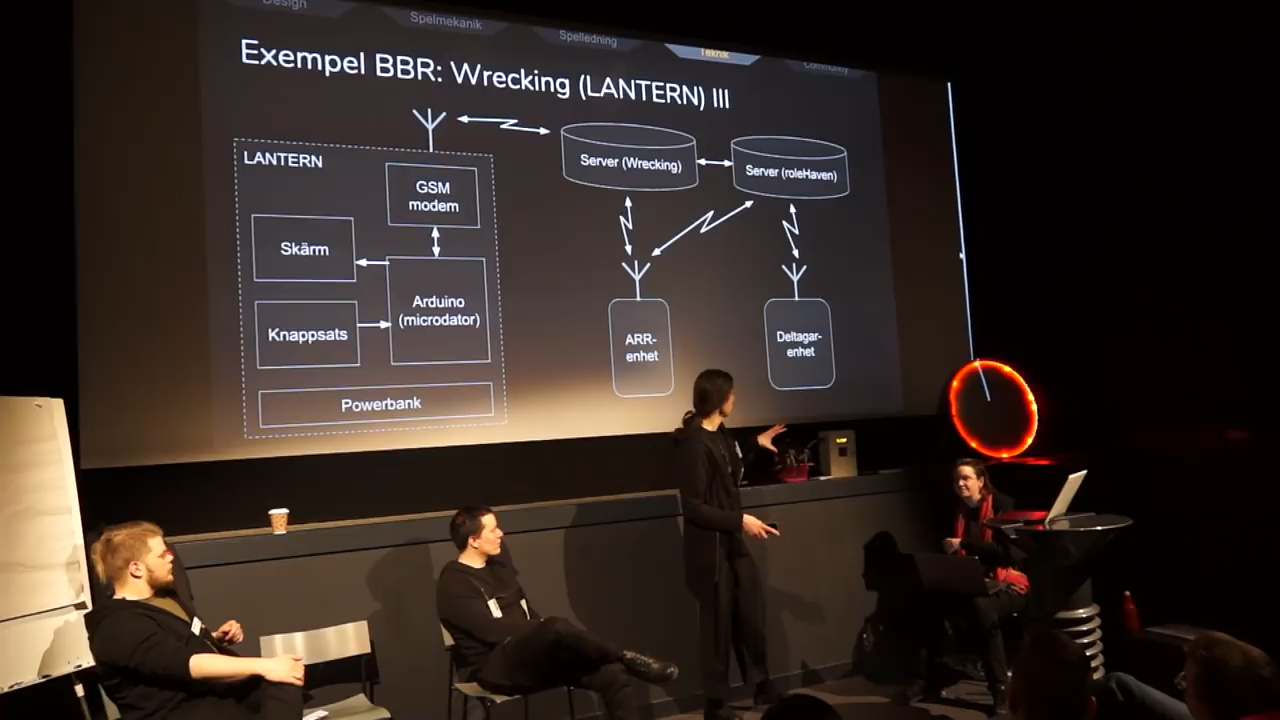 Design
Spelmekanik
Spelledning
Teknik
Community
Exempel BBR: Wrecking (LANTERN) III
LANTERN
GSM
modem
Skärm
Arduino
(microdator)
Knappsats
Powerbank
Server (Wrecking)
Server (roleHaven)
ARR-
enhet
Deltagar-
enhet